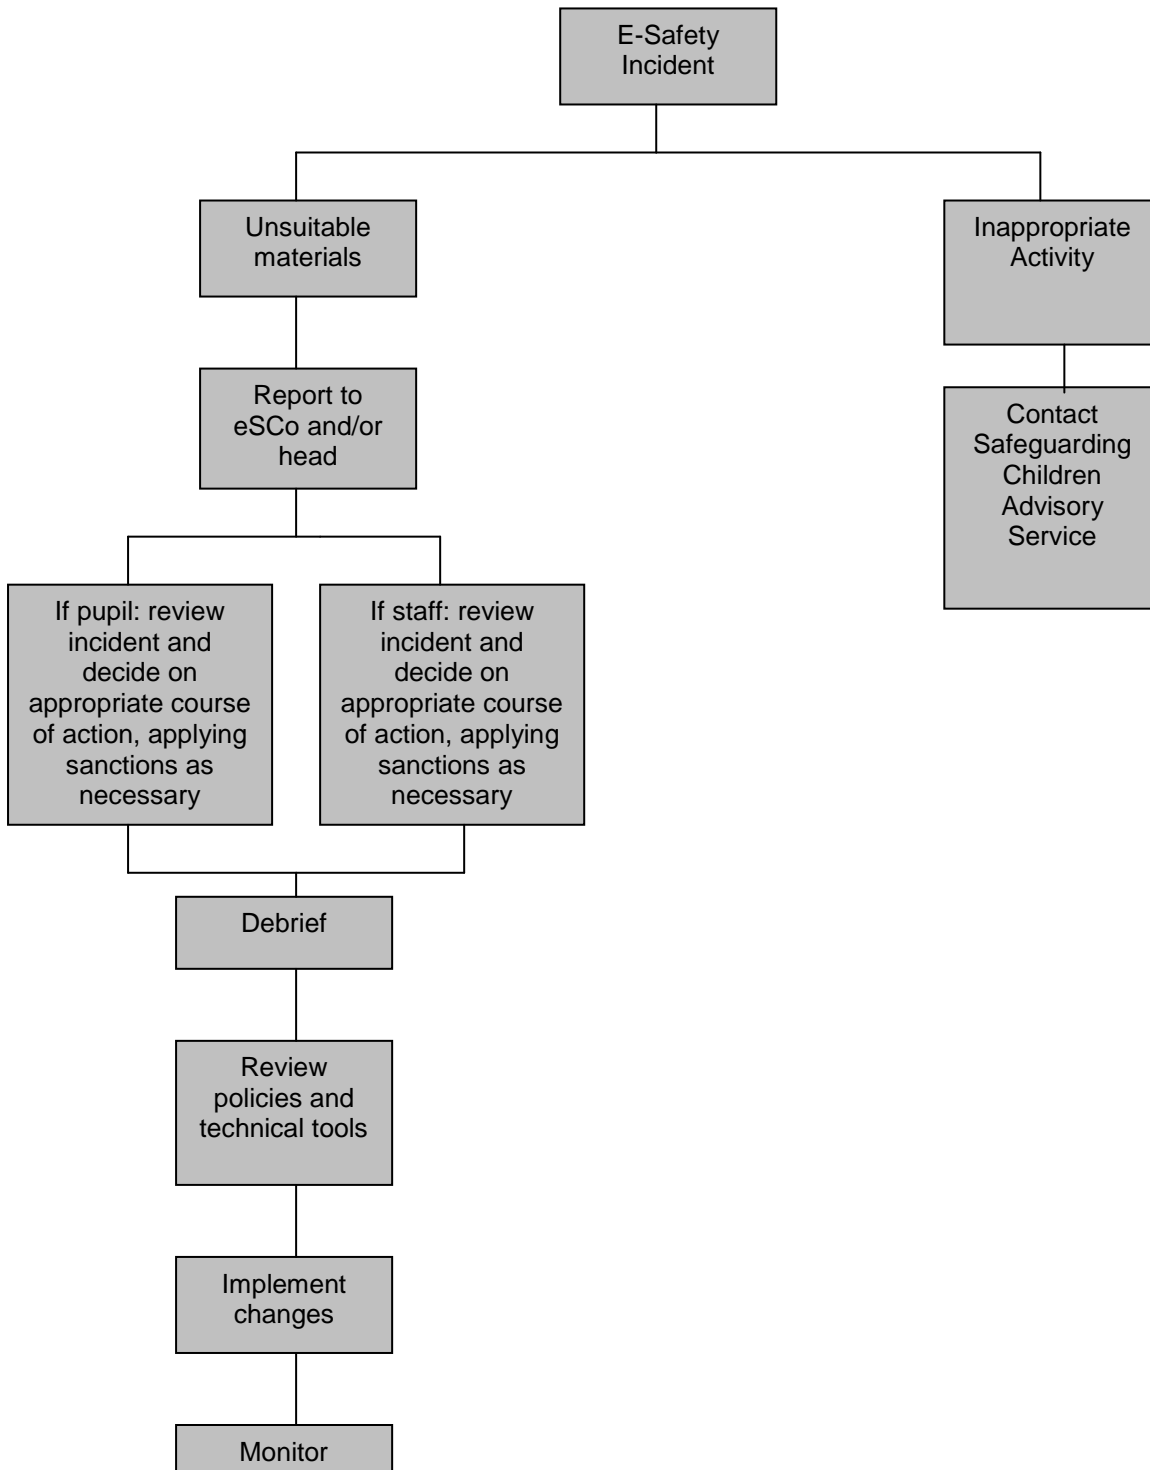 E-Safety
Incident
Unsuitable
materials
Inappropriate
Activity
Report to
eSCo and/or
head
Contact
Safeguarding
Children
Advisory
Service
If pupil: review
incident and
decide on
appropriate course
of action, applying
sanctions as
necessary
If staff: review
incident and
decide on
appropriate course
of action, applying
sanctions as
necessary
Debrief
Review
policies and
technical tools
Implement
changes
Monitor